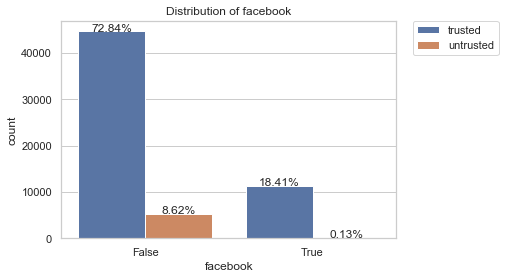 Distribution of facebook
72.84%
8.62%
18.41%
0.13%
40000
30000
20000
10000
0
count
False
True
facebook
trusted
untrusted